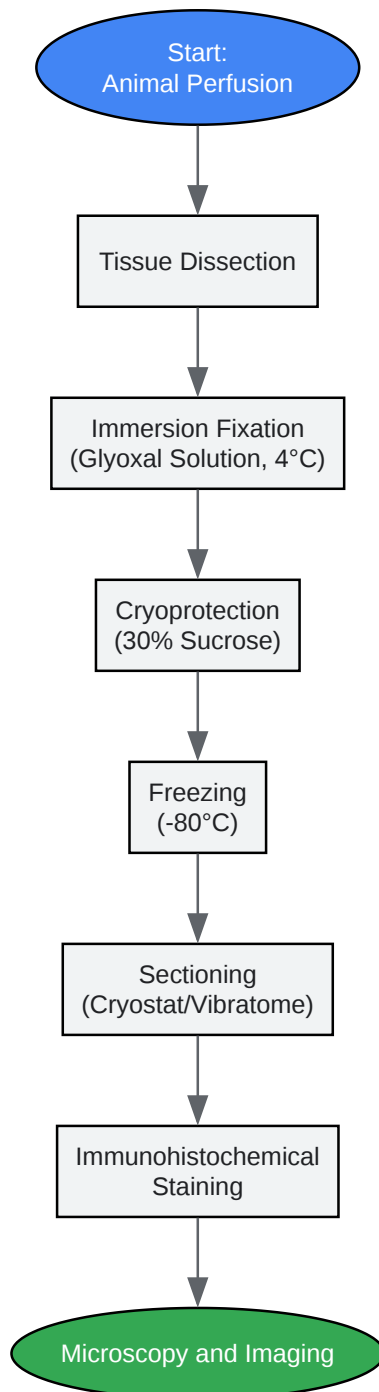 Start:
Animal Perfusion
Tissue Dissection
Immersion Fixation
(Glyoxal Solution, 4°C)
Cryoprotection
(30% Sucrose)
Freezing
(-80°C)
Sectioning
(Cryostat/Vibratome)
Immunohistochemical
Staining
Microscopy and Imaging